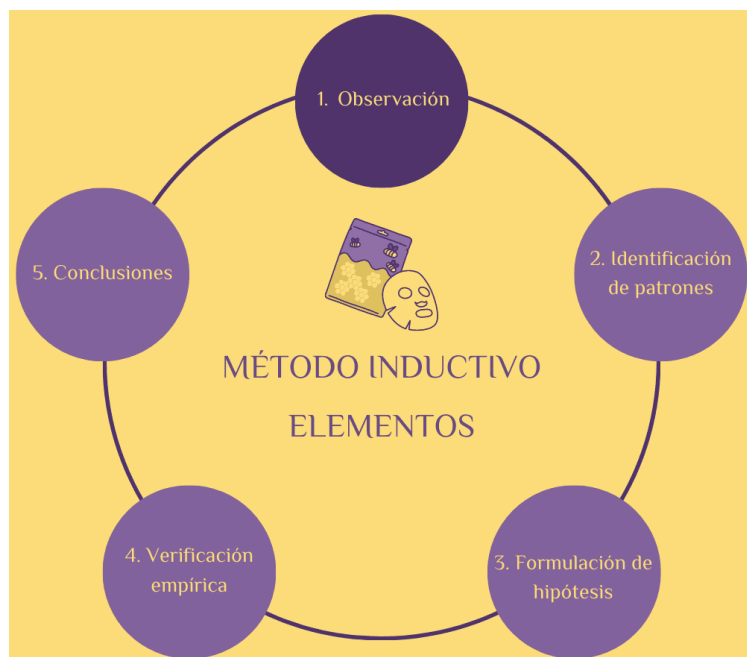 1. Observación
2. Identificación
de patrones
5. Conclusiones
MÉTODO INDUCTIVO
ELEMENTOS
4. Verificación
empírica
3. Formulación de
hipótesis